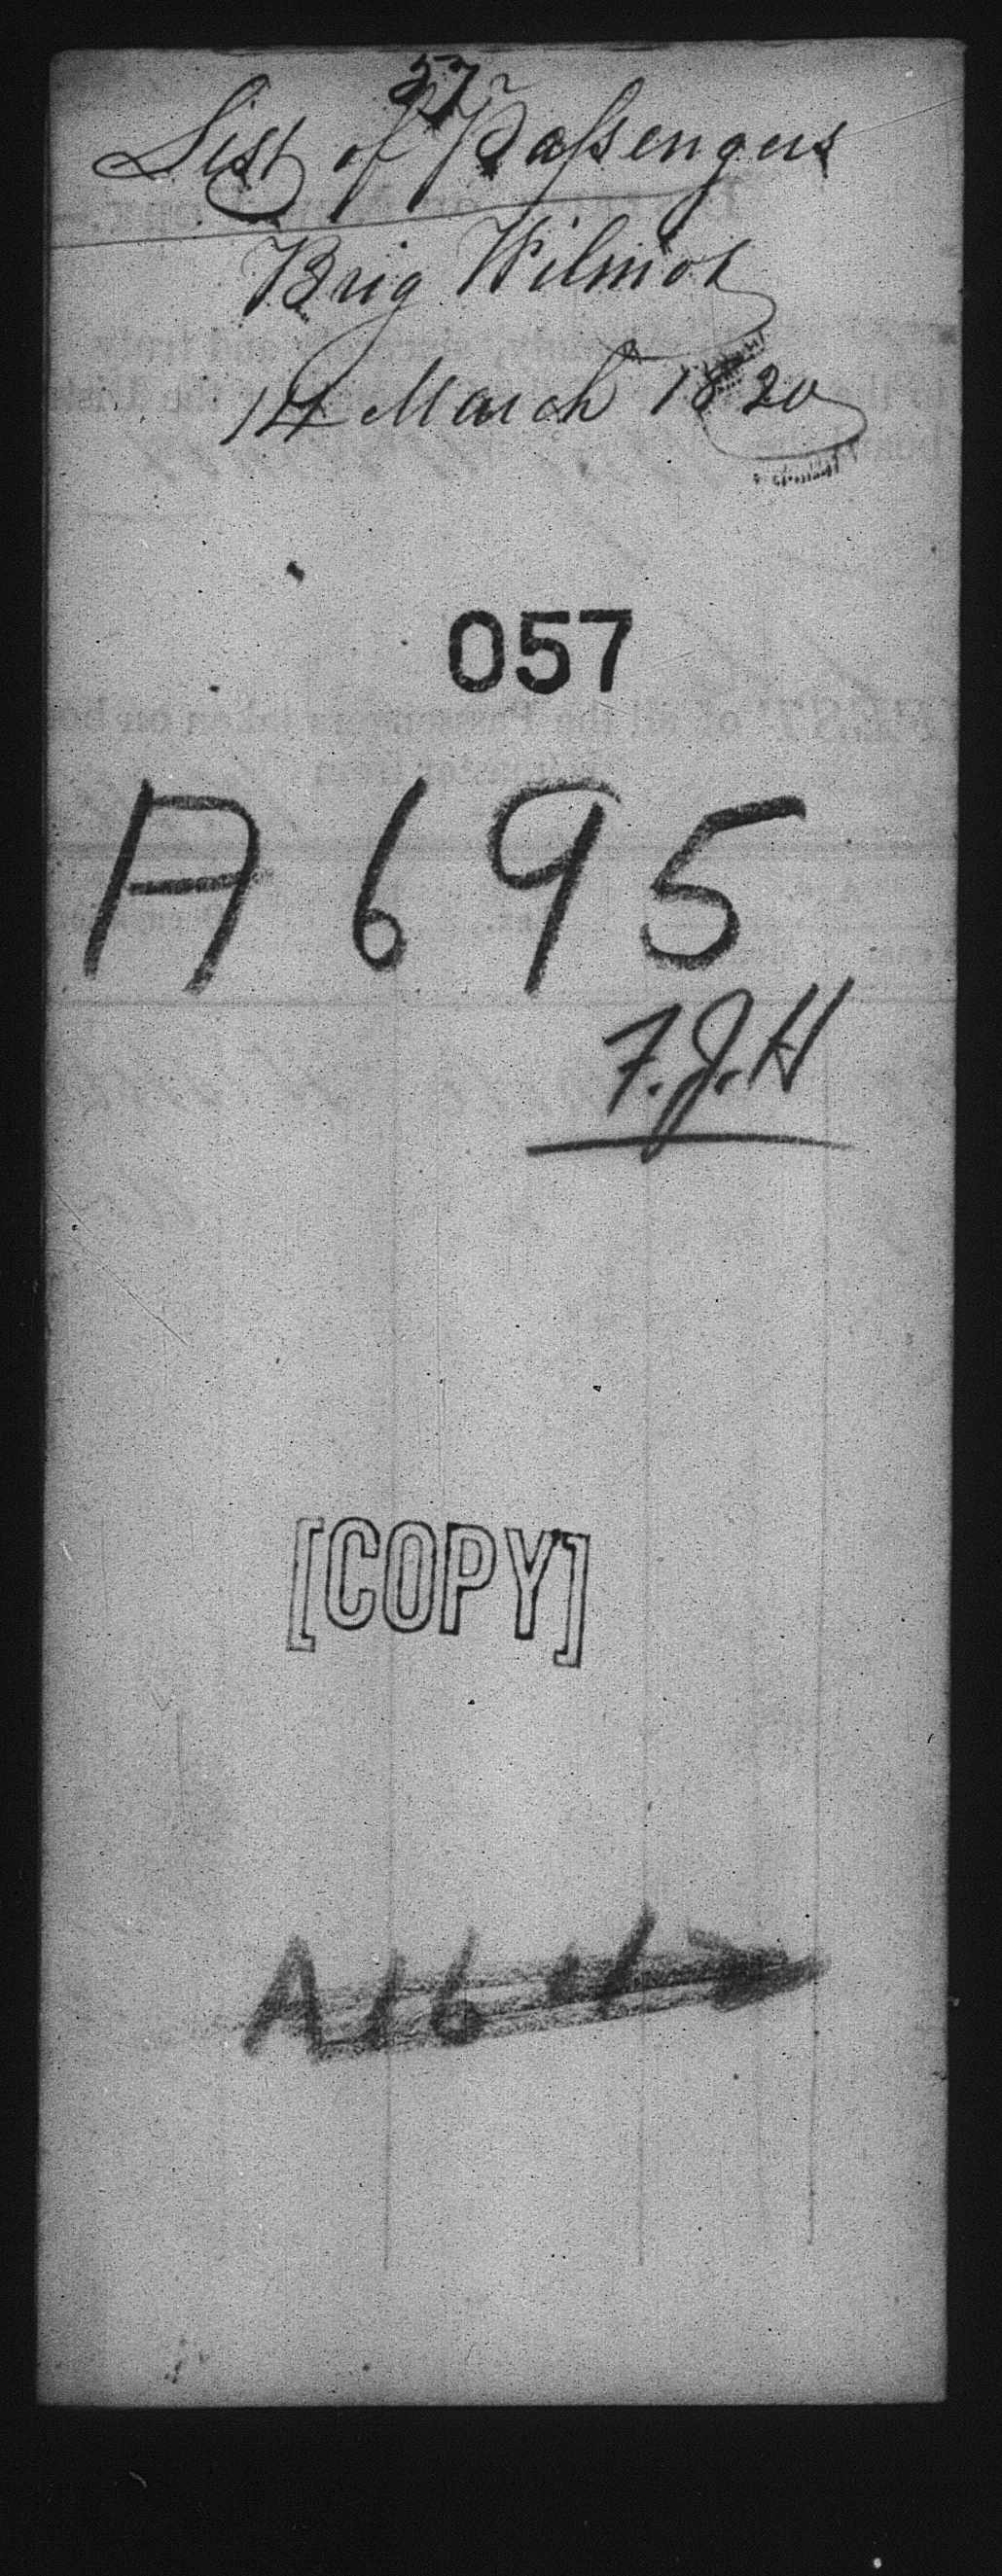 57
List of Paſsengers
Brig Wilmot
14 March 1820
057
A 695
F.J.H
[COPY]